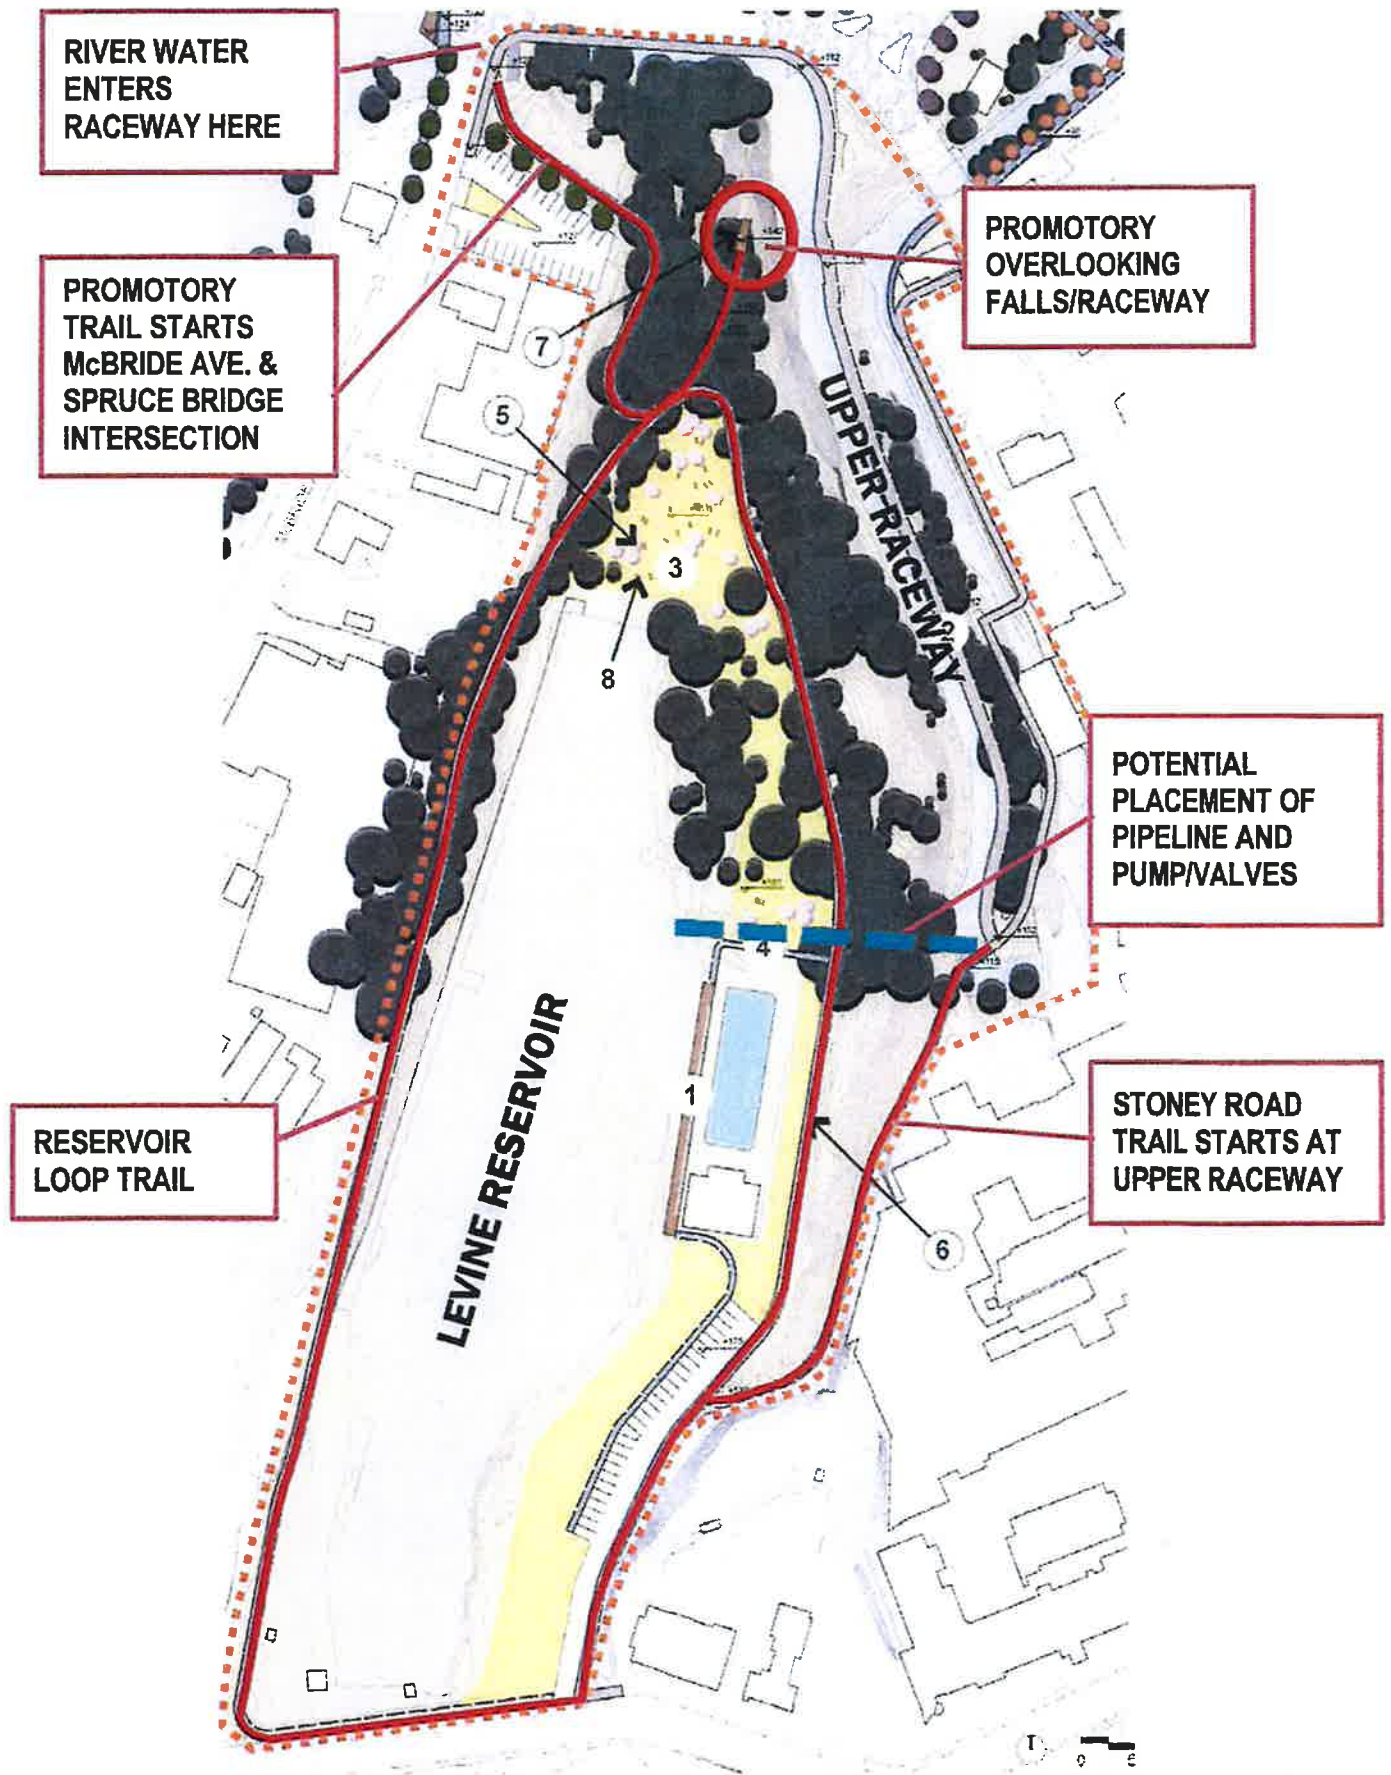 RIVER WATER
ENTERS
RACEWAY HERE
PROMOTORY
TRAIL STARTS
McBRIDE AVE. &
SPRUCE BRIDGE
INTERSECTION
PROMOTORY
OVERLOOKING
FALLS/RACEWAY
7
5
3
8
UPPER RACEWAY
POTENTIAL
PLACEMENT OF
PIPELINE AND
PUMP/VALVES
4
1
LEVINE RESERVOIR
RESERVOIR
LOOP TRAIL
STONEY ROAD
TRAIL STARTS AT
UPPER RACEWAY
6
0